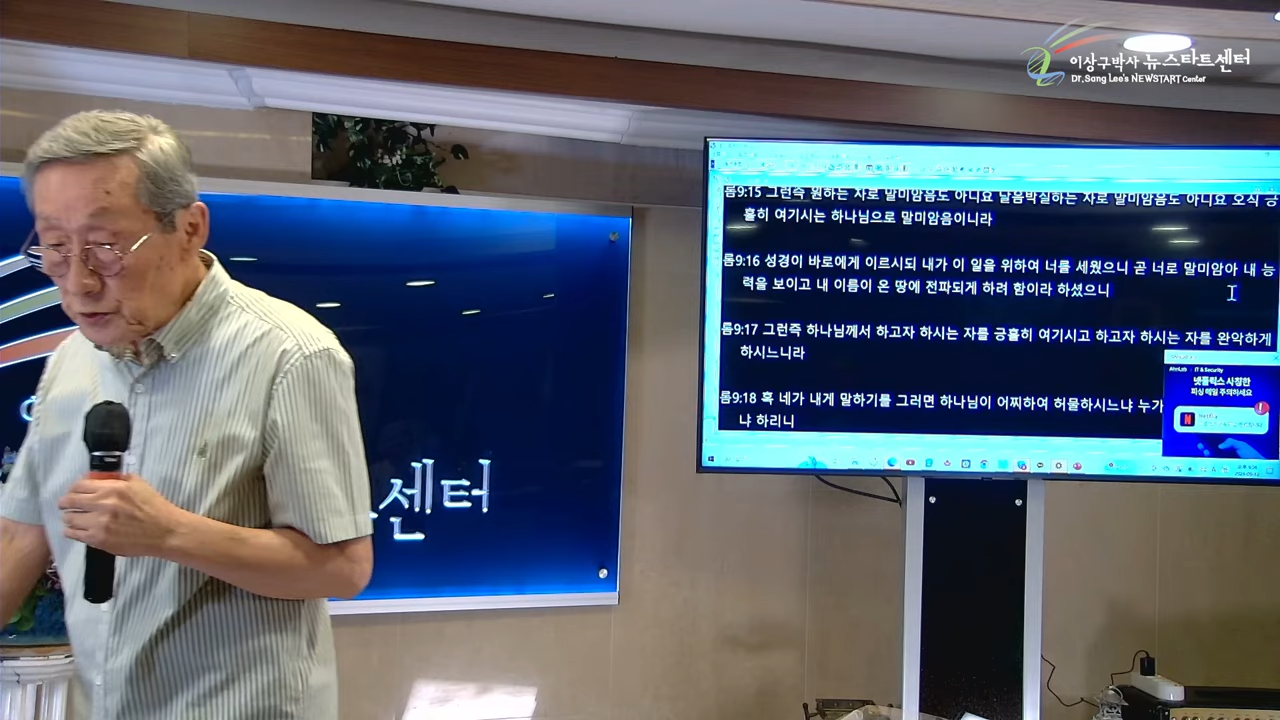 이상구박사 뉴스타트센터
Dr. Sang Lee's NEWSTART Center
롬9:15 그런즉 원하는 자로 말미암음도 아니요 달음박질하는 자로 말미암음도 아니요 오직 긍
휼히 여기시는 하나님으로 말미암음이니라
롬9:16 성경이 바로에게 이르시되 내가 이 일을 위하여 너를 세웠으니 곧 너로 말미암아 내 능
력을 보이고 내 이름이 온 땅에 전파되게 하려 함이라 하셨으니
롬9:17 그런즉 하나님께서 하고자 하시는 자를 긍휼히 여기시고 하고자 하시는 자를 완악하게
하시느니라
롬9:18 혹 네가 내게 말하기를 그러면 하나님이 어찌하여 허물하시느냐 누가
냐 하리니
AhnLab IT & Security
넷플릭스 사칭한
피싱 메일 주의하세요
센터